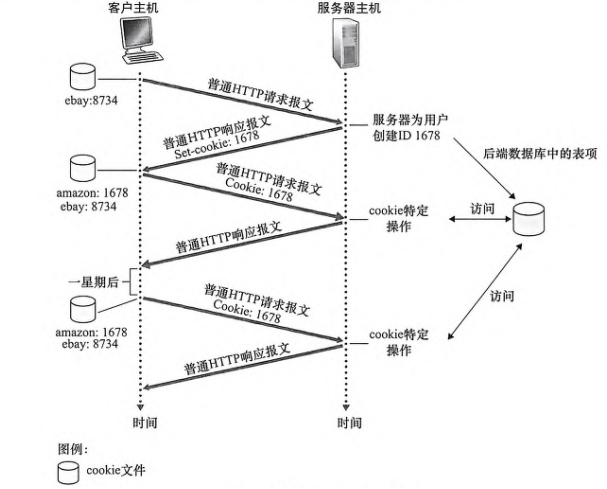 客户主机
服务器主机
ebay:8734
普通HTTP请求报文
服务器为用户
创建ID 1678
普通HTTP响应报文
Set-cookie: 1678
后端数据库中的表项
amazon: 1678
ebay: 8734
普通HTTP请求报文
Cookie: 1678
cookie特定
操作
访问
普通HTTP响应报文
一星期后
访问
amazon: 1678
ebay: 8734
普通HTTP请求报文
Cookie: 1678
cookie特定
操作
普通HTTP响应报文
时间
时间
图例：
cookie文件